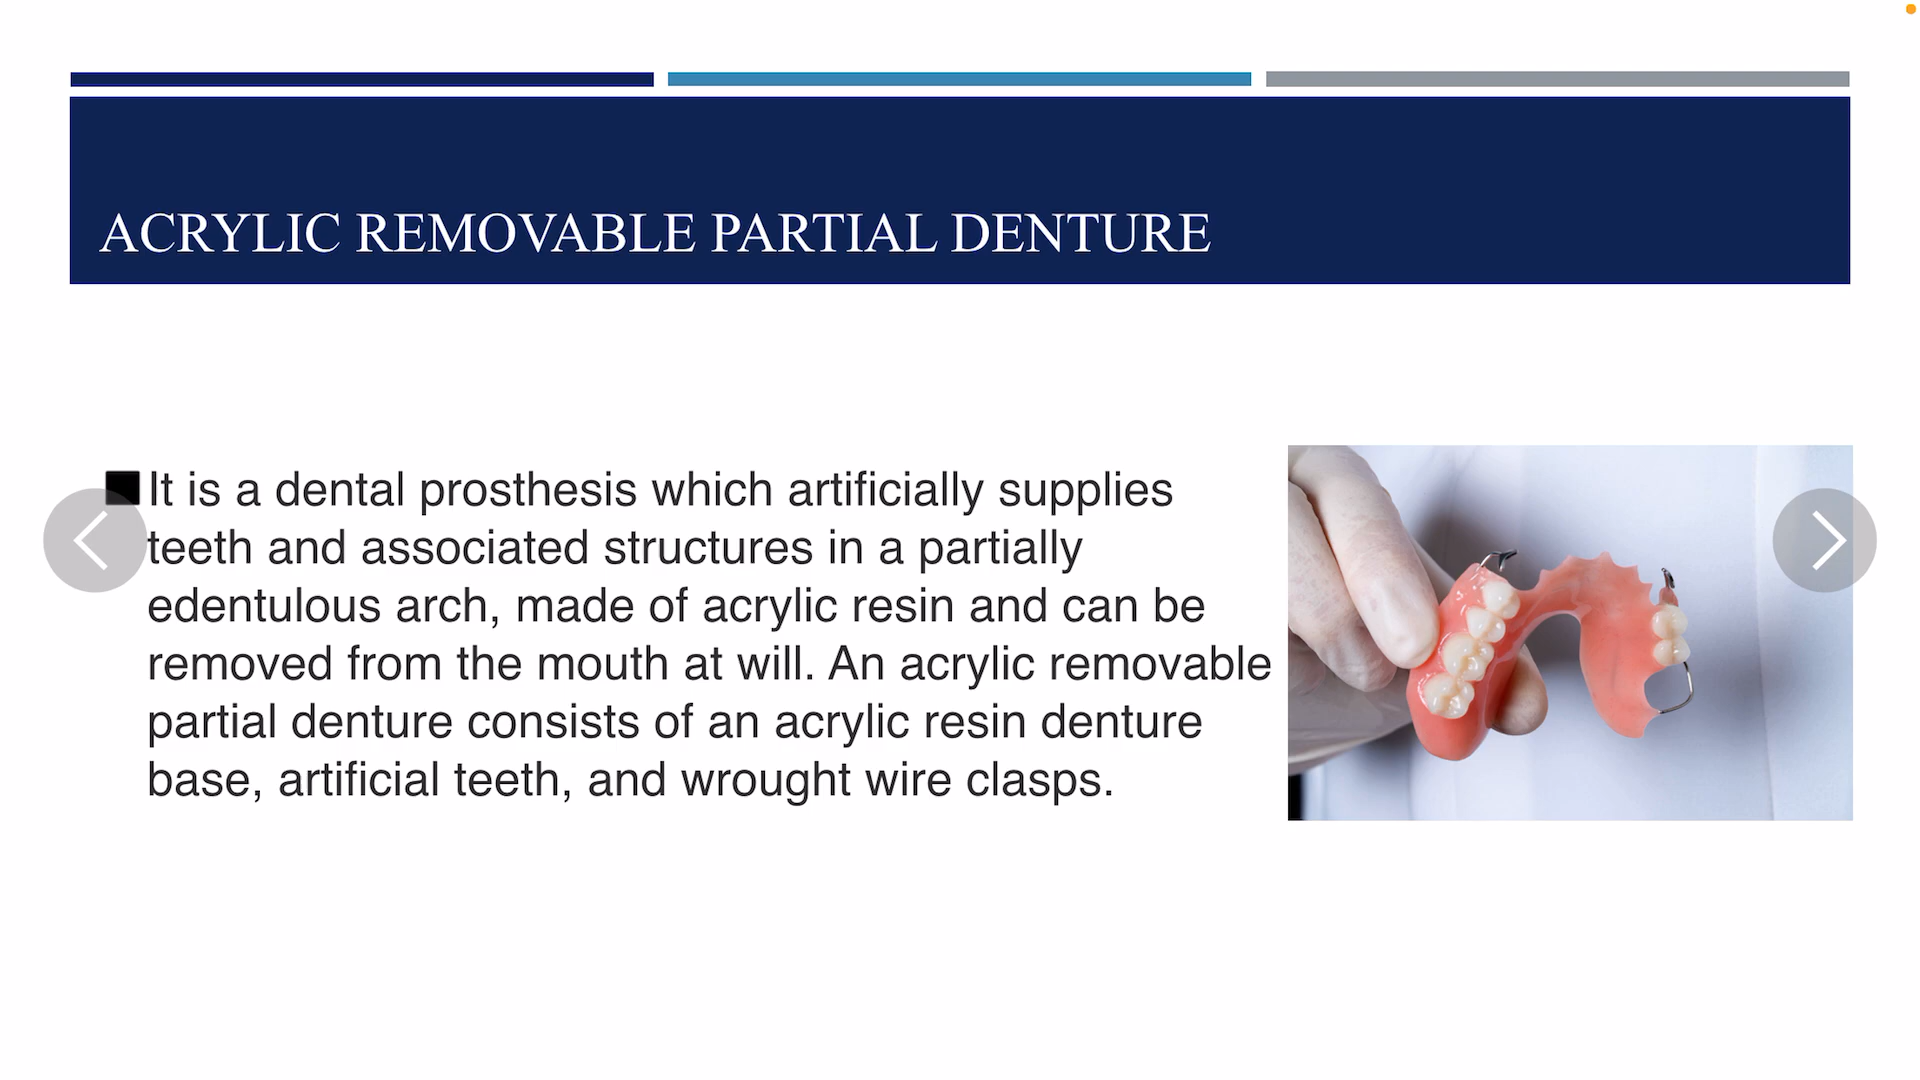 ACRYLIC REMOVABLE PARTIAL DENTURE
It is a dental prosthesis which artificially supplies
teeth and associated structures in a partially
edentulous arch, made of acrylic resin and can be
removed from the mouth at will. An acrylic removable
partial denture consists of an acrylic resin denture
base, artificial teeth, and wrought wire clasps.